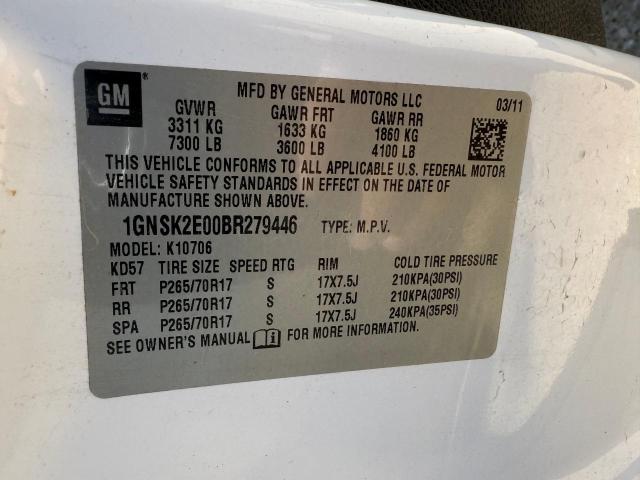 GM
MFD BY GENERAL MOTORS LLC
03/11
GVWR GAWR FRT GAWR RR
3311 KG 1633 KG 1860 KG
7300 LB 3600 LB 4100 LB
THIS VEHICLE CONFORMS TO ALL APPLICABLE U.S. FEDERAL MOTOR
VEHICLE SAFETY STANDARDS IN EFFECT ON THE DATE OF
MANUFACTURE SHOWN ABOVE.
1GNSK2E00BR279446 TYPE: M.P.V.
MODEL: K10706
KD57 TIRE SIZE SPEED RTG RIM COLD TIRE PRESSURE
FRT P265/70R17 S 17X7.5J 210KPA(30PSI)
RR P265/70R17 S 17X7.5J 210KPA(30PSI)
SPA P265/70R17 S 17X7.5J 240KPA(35PSI)
SEE OWNER'S MANUAL FOR MORE INFORMATION.